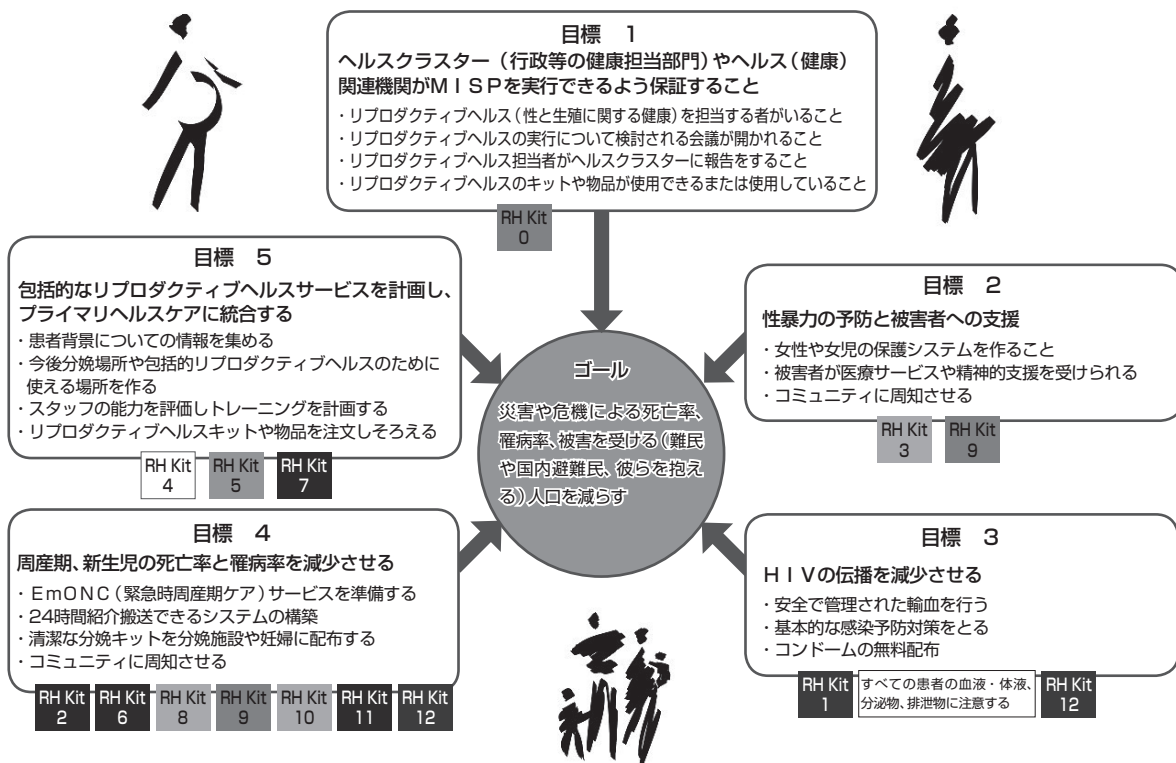 目標 1
ヘルスクラスター（行政等の健康担当部門）やヘルス（健康）
関連機関がＭＩＳＰを実行できるよう保証すること
・リプロダクティブヘルス（性と生殖に関する健康）を担当する者がいること
・リプロダクティブヘルスの実行について検討される会議が開かれること
・リプロダクティブヘルス担当者がヘルスクラスターに報告をすること
・リプロダクティブヘルスのキットや物品が使用できるまたは使用していること
RH Kit
0
目標 2
性暴力の予防と被害者への支援
・女性や女児の保護システムを作ること
・被害者が医療サービスや精神的支援を受けられる
・コミュニティに周知させる
RH Kit
3
RH Kit
9
目標 3
ＨＩＶの伝播を減少させる
・安全で管理された輸血を行う
・基本的な感染予防対策をとる
・コンドームの無料配布
RH Kit
1
すべての患者の血液・体液、
分泌物、排泄物に注意する
RH Kit
12
目標 4
周産期、新生児の死亡率と罹病率を減少させる
・ＥｍＯＮＣ（緊急時周産期ケア）サービスを準備する
・24時間紹介搬送できるシステムの構築
・清潔な分娩キットを分娩施設や妊婦に配布する
・コミュニティに周知させる
RH Kit
2
RH Kit
6
RH Kit
8
RH Kit
9
RH Kit
10
RH Kit
11
RH Kit
12
目標 5
包括的なリプロダクティブヘルスサービスを計画し、
プライマリヘルスケアに統合する
・患者背景についての情報を集める
・今後分娩場所や包括的リプロダクティブヘルスのために
使える場所を作る
・スタッフの能力を評価しトレーニングを計画する
・リプロダクティブヘルスキットや物品を注文しそろえる
RH Kit
4
RH Kit
5
RH Kit
7
ゴール
災害や危機による死亡率、
罹病率、被害を受ける（難民
や国内避難民、彼らを抱え
る）人口を減らす